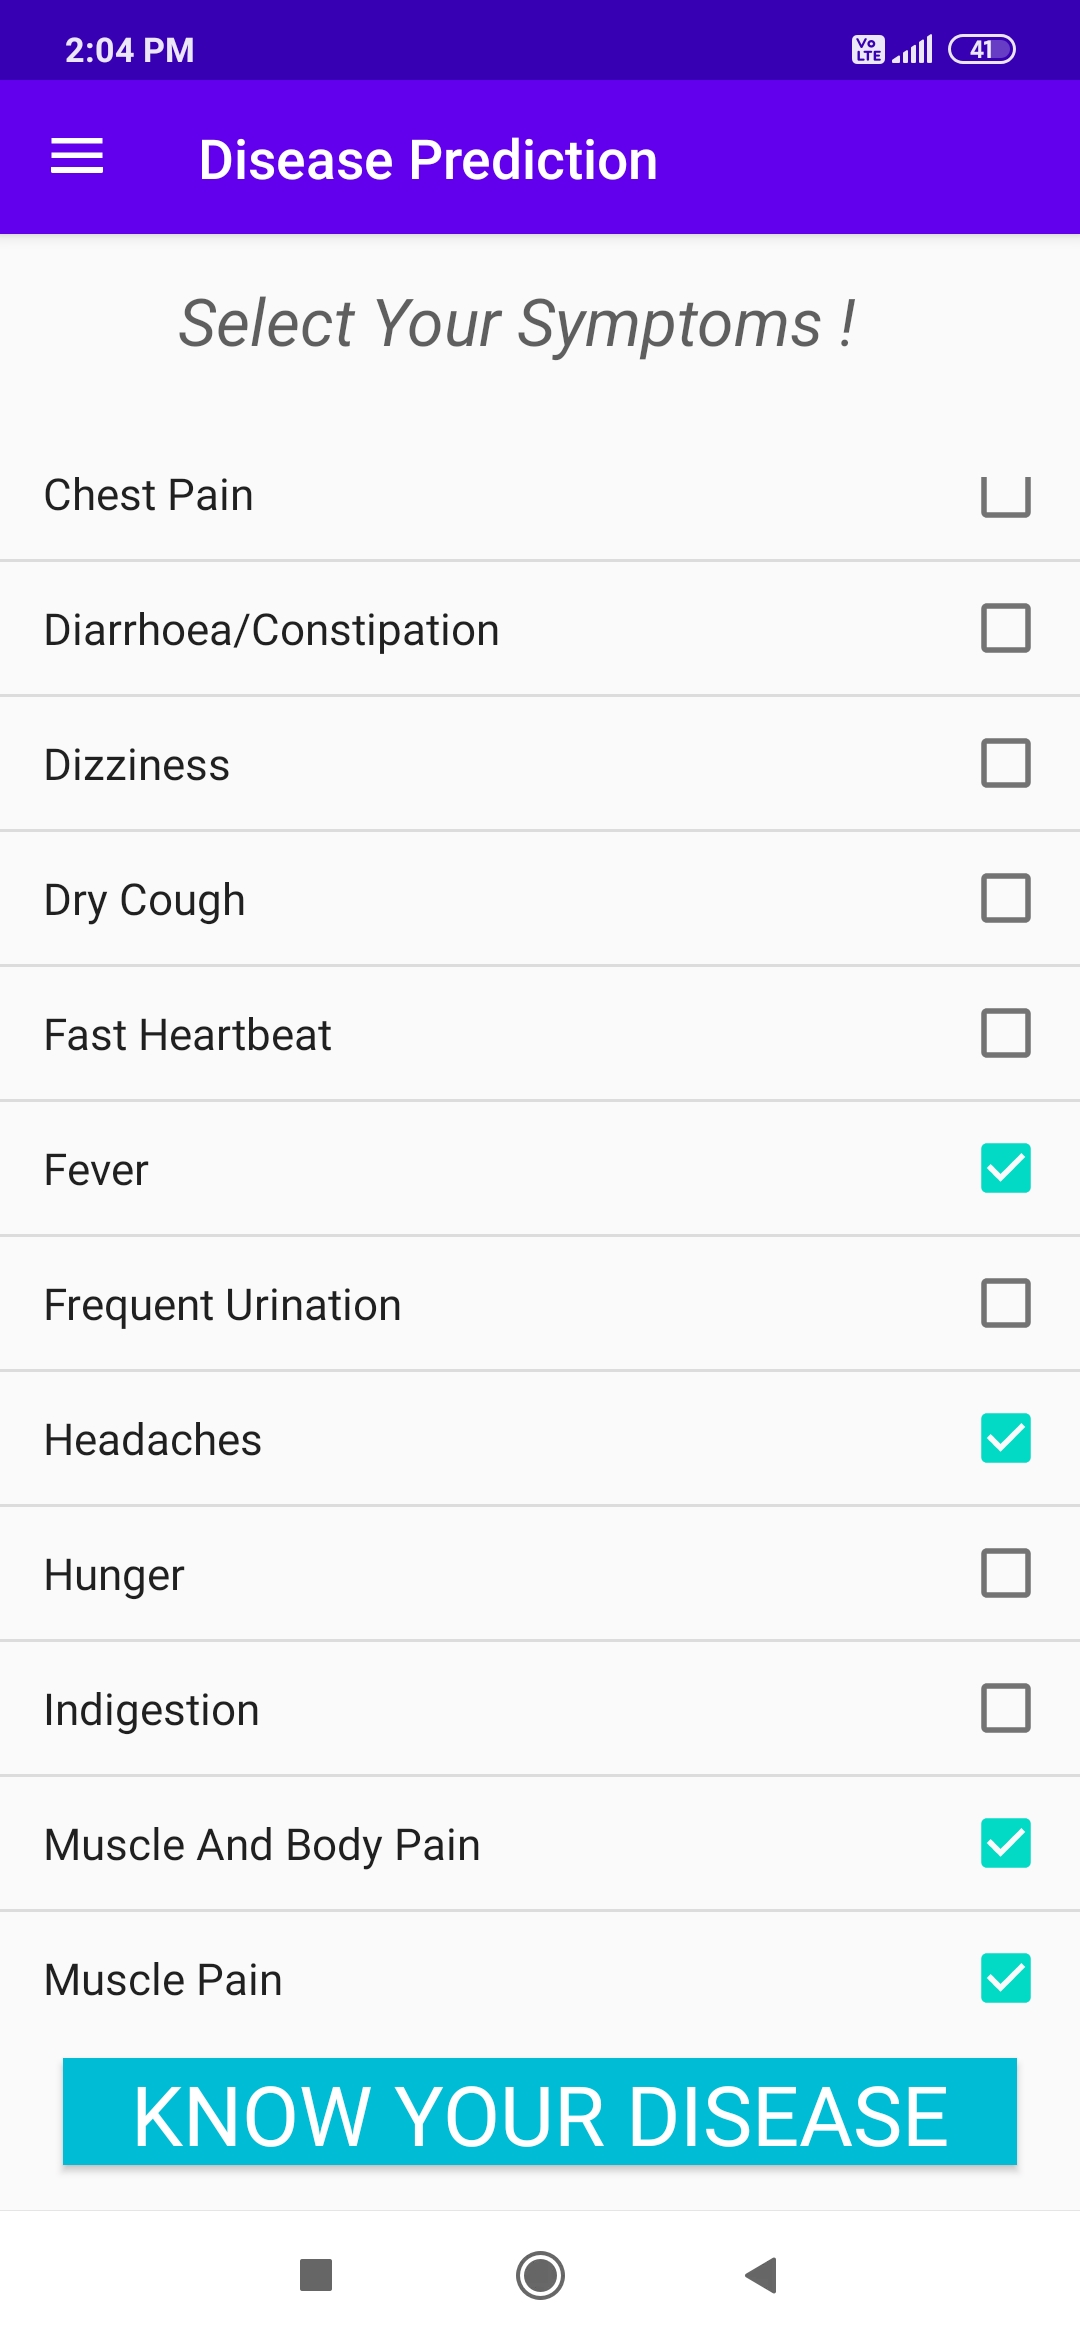 2:04 PM
Vo
LTE
41
Disease Prediction
Select Your Symptoms !
Chest Pain
Diarrhoea/Constipation
Dizziness
Dry Cough
Fast Heartbeat
Fever
Frequent Urination
Headaches
Hunger
Indigestion
Muscle And Body Pain
Muscle Pain
KNOW YOUR DISEASE